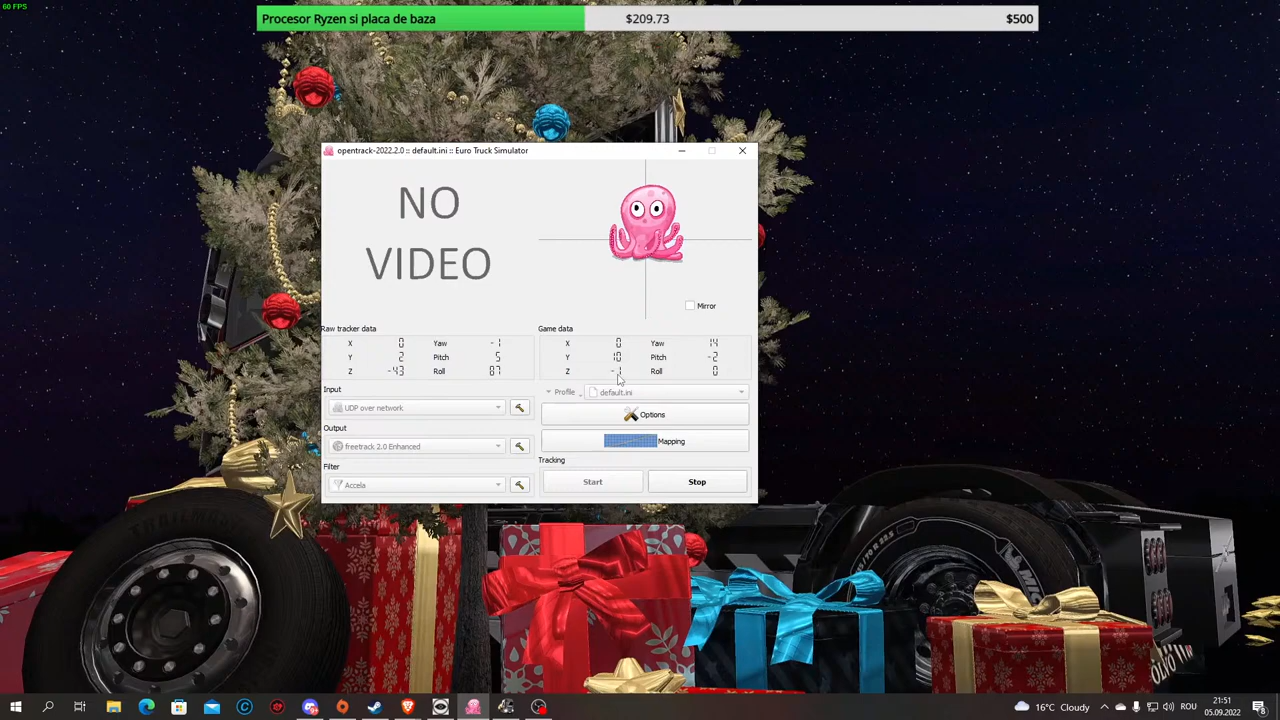 60 FPS
Procesor Ryzen si placa de baza $209.73 $500
opentrack-2022.2.0 :: default.ini :: Euro Truck Simulator
NO
VIDEO
Mirror
Raw tracker data
X 0 Yaw -1
Y 2 Pitch 5
Z -43 Roll 87
Game data
X 0 Yaw 14
Y 10 Pitch -2
Z -1 Roll 0
Input
UDP over network
Output
freetrack 2.0 Enhanced
Filter
Accela
Profile default.ini
Options
Mapping
Tracking
Start Stop
16°C Cloudy
ROU
21:51
05.09.2022